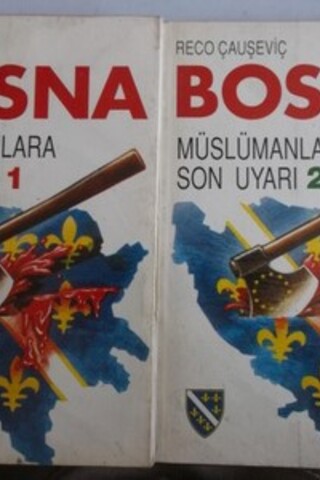 SNA
LARA
1
RECO ÇAUŞEVİÇ
BOS
MÜSLÜMANLA
SON UYARI 2